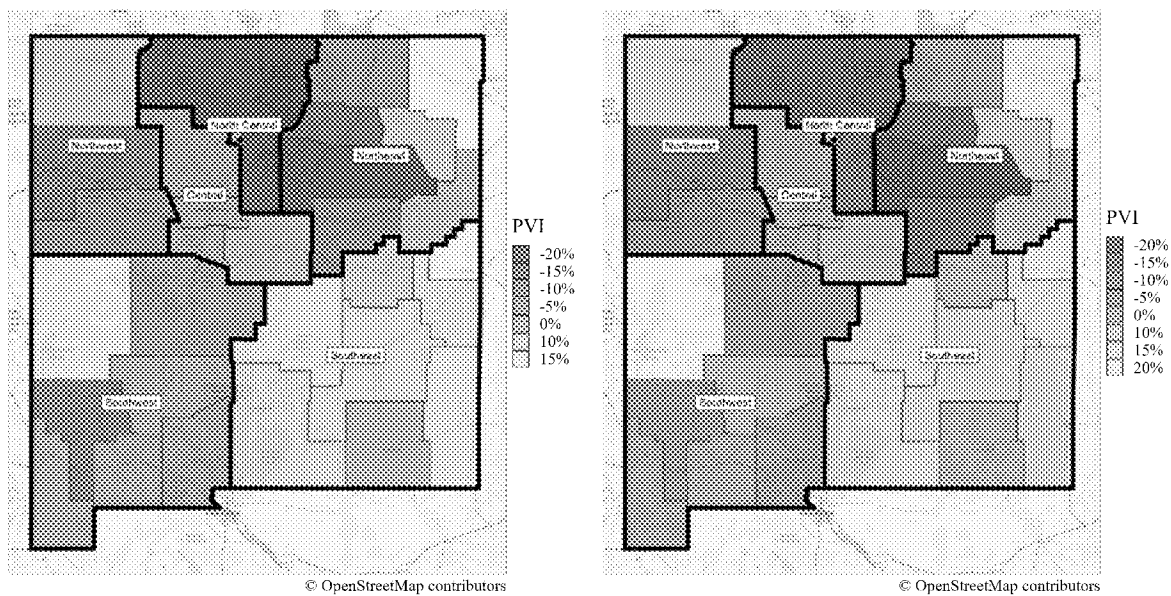 North Central
Northwest
Northeast
Central
Southeast
Southwest
PVI
-20%
-15%
-10%
-5%
0%
10%
15%
© OpenStreetMap contributors
North Central
Northwest
Northeast
Central
Southeast
Southwest
PVI
-20%
-15%
-10%
-5%
0%
10%
15%
20%
© OpenStreetMap contributors